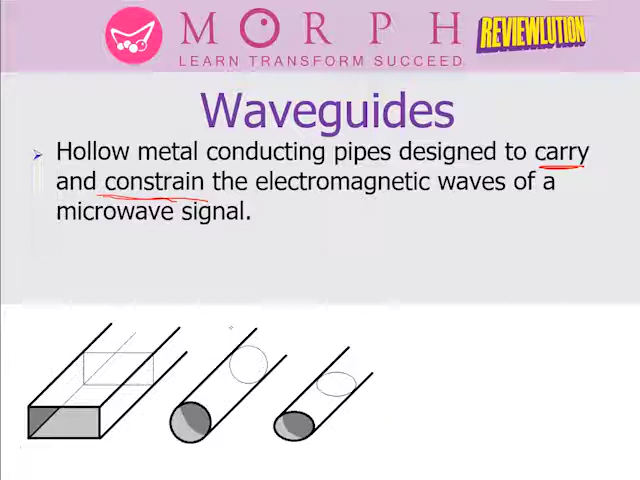 MORPH
REVIEWLUTION
LEARN TRANSFORM SUCCEED
Waveguides
Hollow metal conducting pipes designed to carry
and constrain the electromagnetic waves of a
microwave signal.